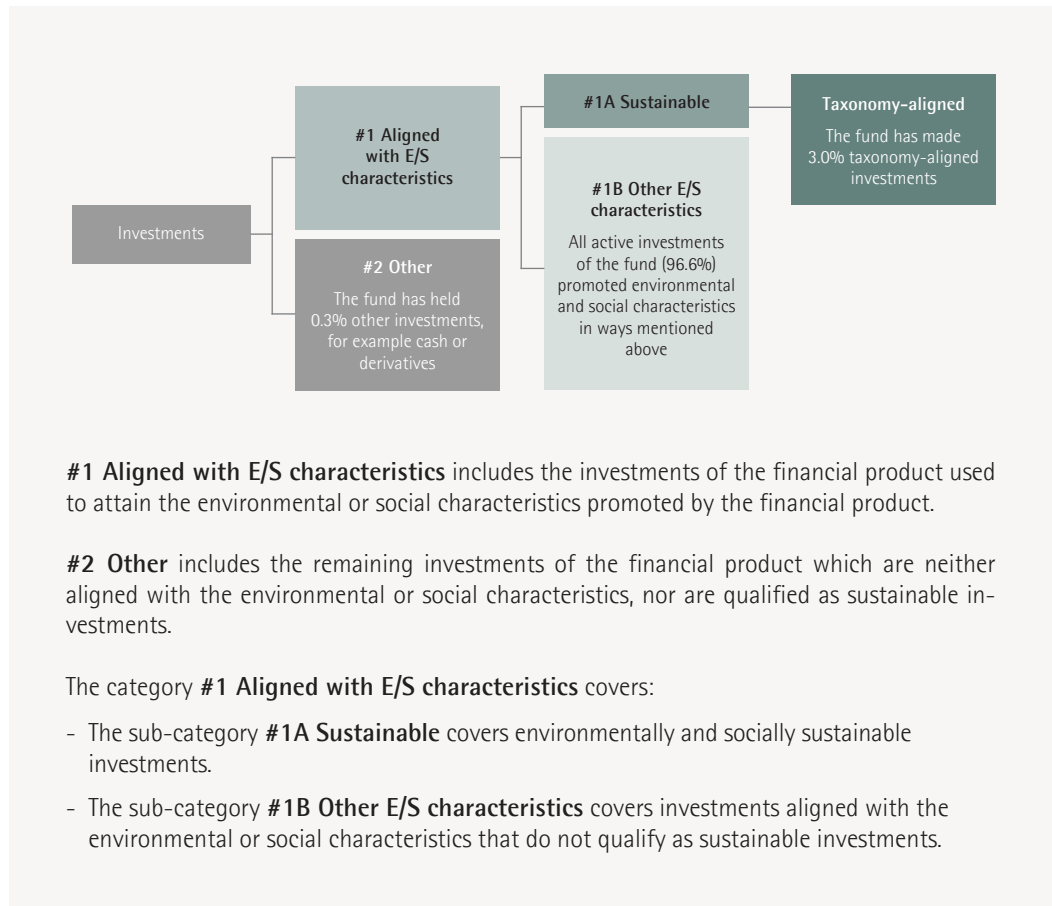 Investments
#1 Aligned
with E/S
characteristics
#2 Other
The fund has held
0.3% other investments,
for example cash or
derivatives
#1A Sustainable
#1B Other E/S
characteristics
All active investments
of the fund (96.6%)
promoted environmental
and social characteristics
in ways mentioned
above
Taxonomy-aligned
The fund has made
3.0% taxonomy-aligned
investments
#1 Aligned with E/S characteristics includes the investments of the financial product used
to attain the environmental or social characteristics promoted by the financial product.
#2 Other includes the remaining investments of the financial product which are neither
aligned with the environmental or social characteristics, nor are qualified as sustainable in-
vestments.
The category #1 Aligned with E/S characteristics covers:
- The sub-category #1A Sustainable covers environmentally and socially sustainable
investments.
- The sub-category #1B Other E/S characteristics covers investments aligned with the
environmental or social characteristics that do not qualify as sustainable investments.